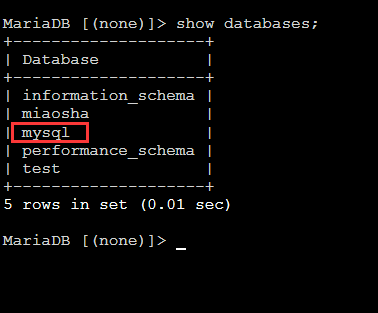 MariaDB [(none)]> show databases;
+--------------------+
| Database           |
+--------------------+
| information_schema |
| miaosha            |
| mysql              |
| performance_schema |
| test               |
+--------------------+
5 rows in set (0.01 sec)
MariaDB [(none)]> _